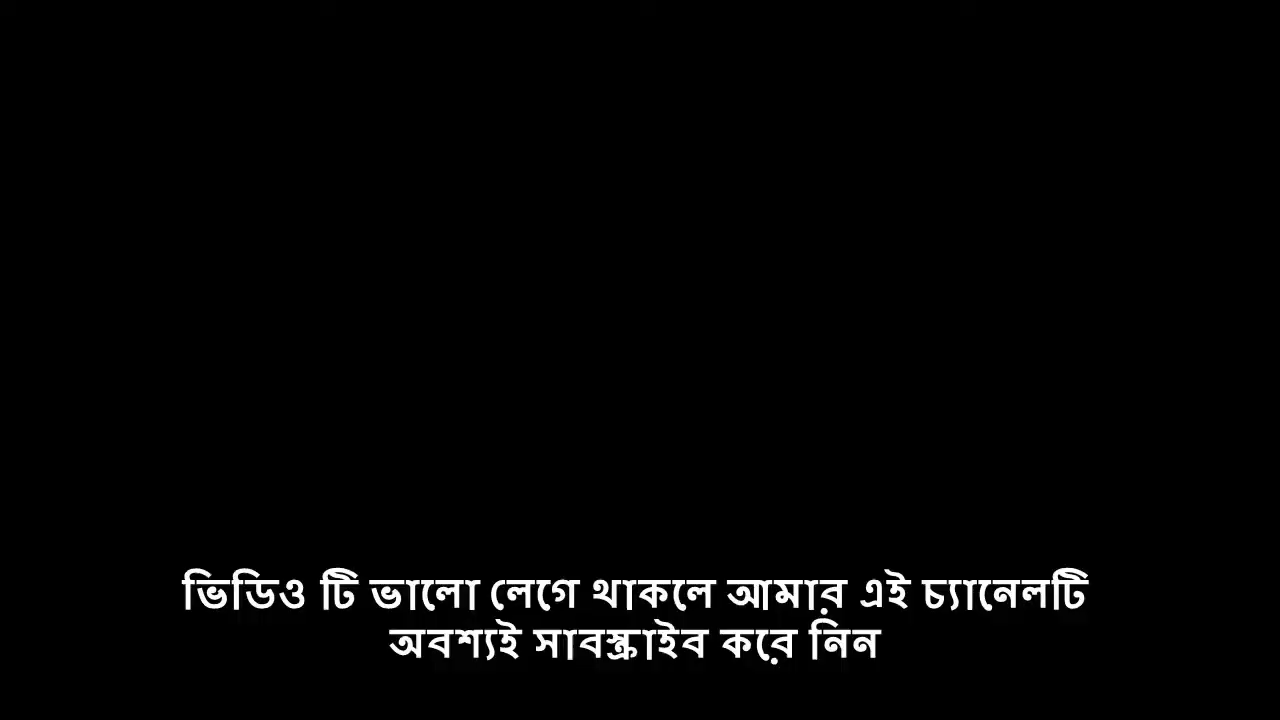 ভিডিও টি ভালো লেগে থাকলে আমার এই চ্যানেলটি
অবশ্যই সাবস্ক্রাইব করে নিন